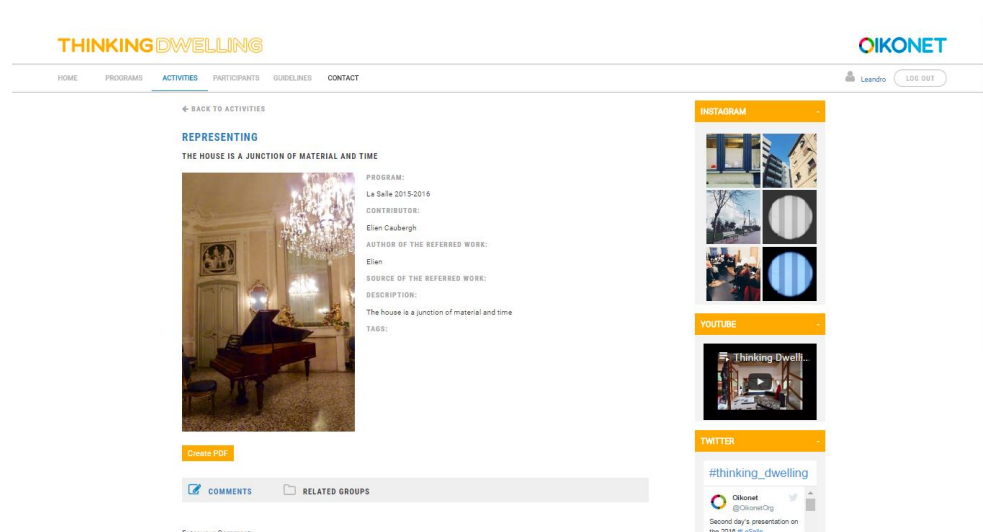 THINKINGDWELLING
OIKONET
HOME PROGRAMS ACTIVITIES PARTICIPANTS GUIDELINES CONTACT
Leandro LOG OUT
← BACK TO ACTIVITIES
REPRESENTING
THE HOUSE IS A JUNCTION OF MATERIAL AND TIME
PROGRAM:
La Salle 2015-2016
CONTRIBUTOR:
Elien Caubergh
AUTHOR OF THE REFERRED WORK:
Elien
SOURCE OF THE REFERRED WORK:
DESCRIPTION:
The house is a junction of material and time
TAGS:
Create PDF
COMMENTS RELATED GROUPS
INSTAGRAM -
YOUTUBE -
Thinking Dwelli...
TWITTER -
#thinking_dwelling
Oikonet
@OikonetOrg
Second day's presentation on
the 2016